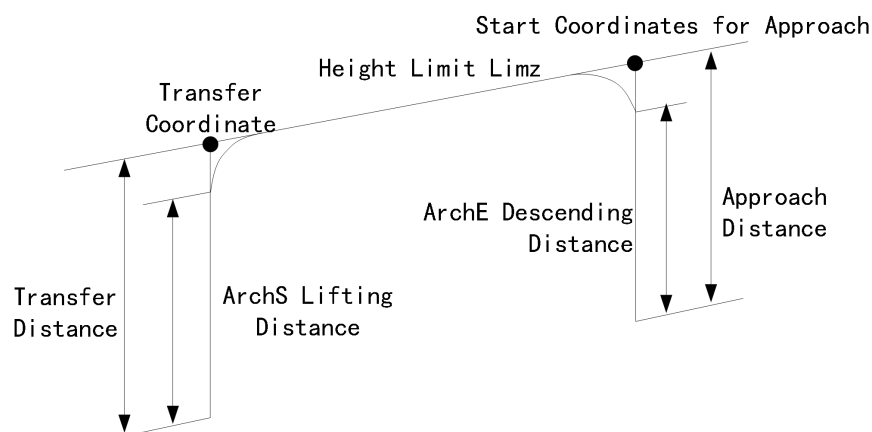 Start Coordinates for Approach
Height Limit Limz
Transfer
Coordinate
ArchE Descending
Distance
Approach
Distance
Transfer
Distance
ArchS Lifting
Distance